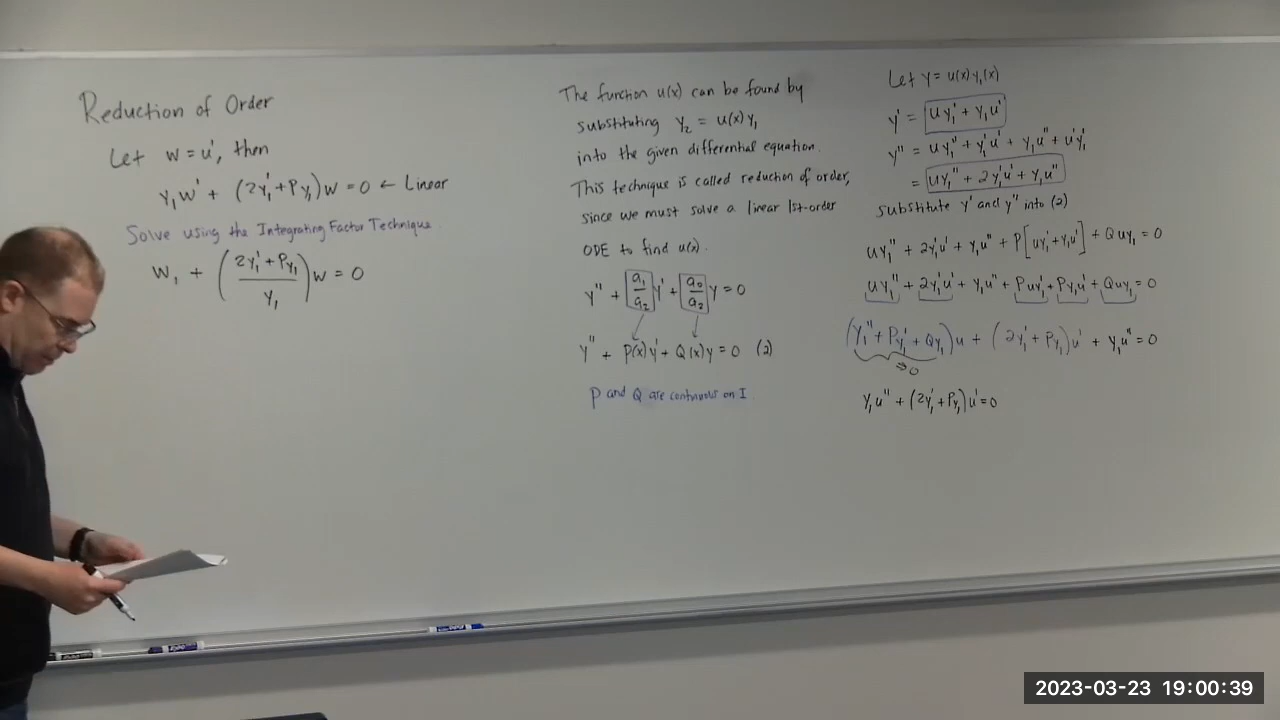 Reduction of Order
Let w = u', then
y₁w' + (2y₁' + Py₁)w = 0 ← Linear
Solve using the Integrating Factor Technique.
w₁ + ((2y₁' + Py₁)/y₁)w = 0
The function u(x) can be found by
substituting y₂ = u(x)y₁
into the given differential equation.
This technique is called reduction of order,
since we must solve a linear 1st-order
ODE to find u(x).
y'' + (a₁/a₂)y' + (a₀/a₂)y = 0
y'' + P(x)y' + Q(x)y = 0 (2)
P and Q are continuous on I
Let y = u(x)y₁(x)
y' = uy₁' + y₁u'
y'' = uy₁'' + y₁'u' + y₁u'' + u'y₁'
= uy₁'' + 2y₁'u' + y₁u''
substitute y' and y'' into (2)
uy₁'' + 2y₁'u' + y₁u'' + P[uy₁' + y₁u'] + Quy₁ = 0
uy₁'' + 2y₁'u' + y₁u'' + Puy₁' + Py₁u' + Quy₁ = 0
(y₁'' + Py₁' + Qy₁)u + (2y₁' + Py₁)u' + y₁u'' = 0
⇒0
y₁u'' + (2y₁' + Py₁)u' = 0
2023-03-23 19:00:39